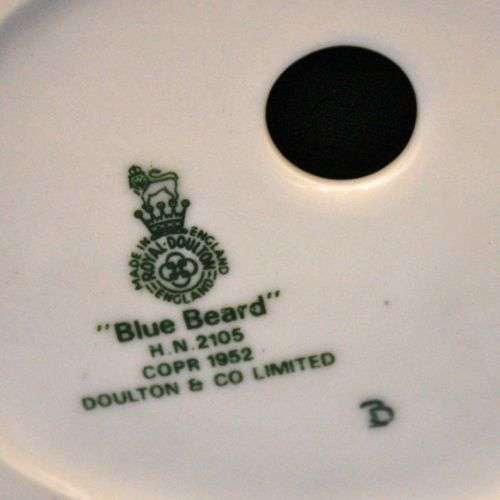 MADE IN ENGLAND
ROYAL·DOULTON
ENGLAND
"Blue Beard"
H.N.2105
COPR 1952
DOULTON & CO LIMITED